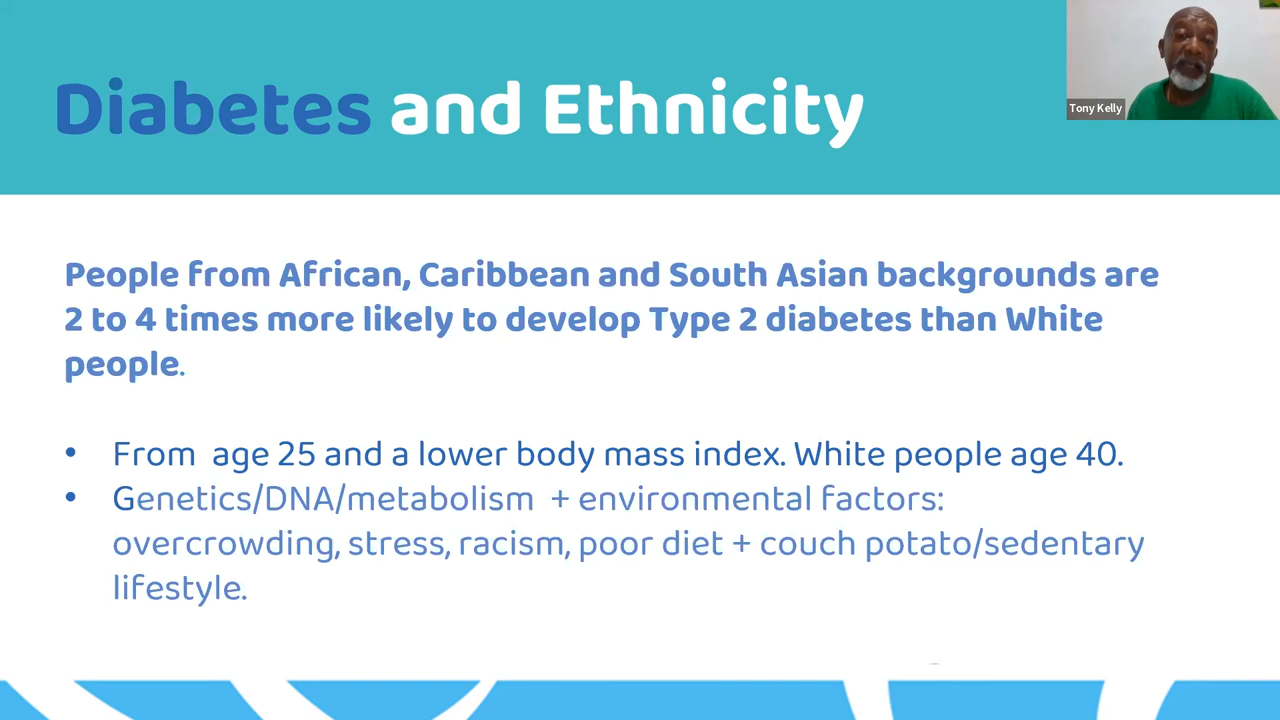 Diabetes and Ethnicity
Tony Kelly
People from African, Caribbean and South Asian backgrounds are
2 to 4 times more likely to develop Type 2 diabetes than White
people.
• From  age 25 and a lower body mass index. White people age 40.
• Genetics/DNA/metabolism  + environmental factors:
overcrowding, stress, racism, poor diet + couch potato/sedentary
lifestyle.